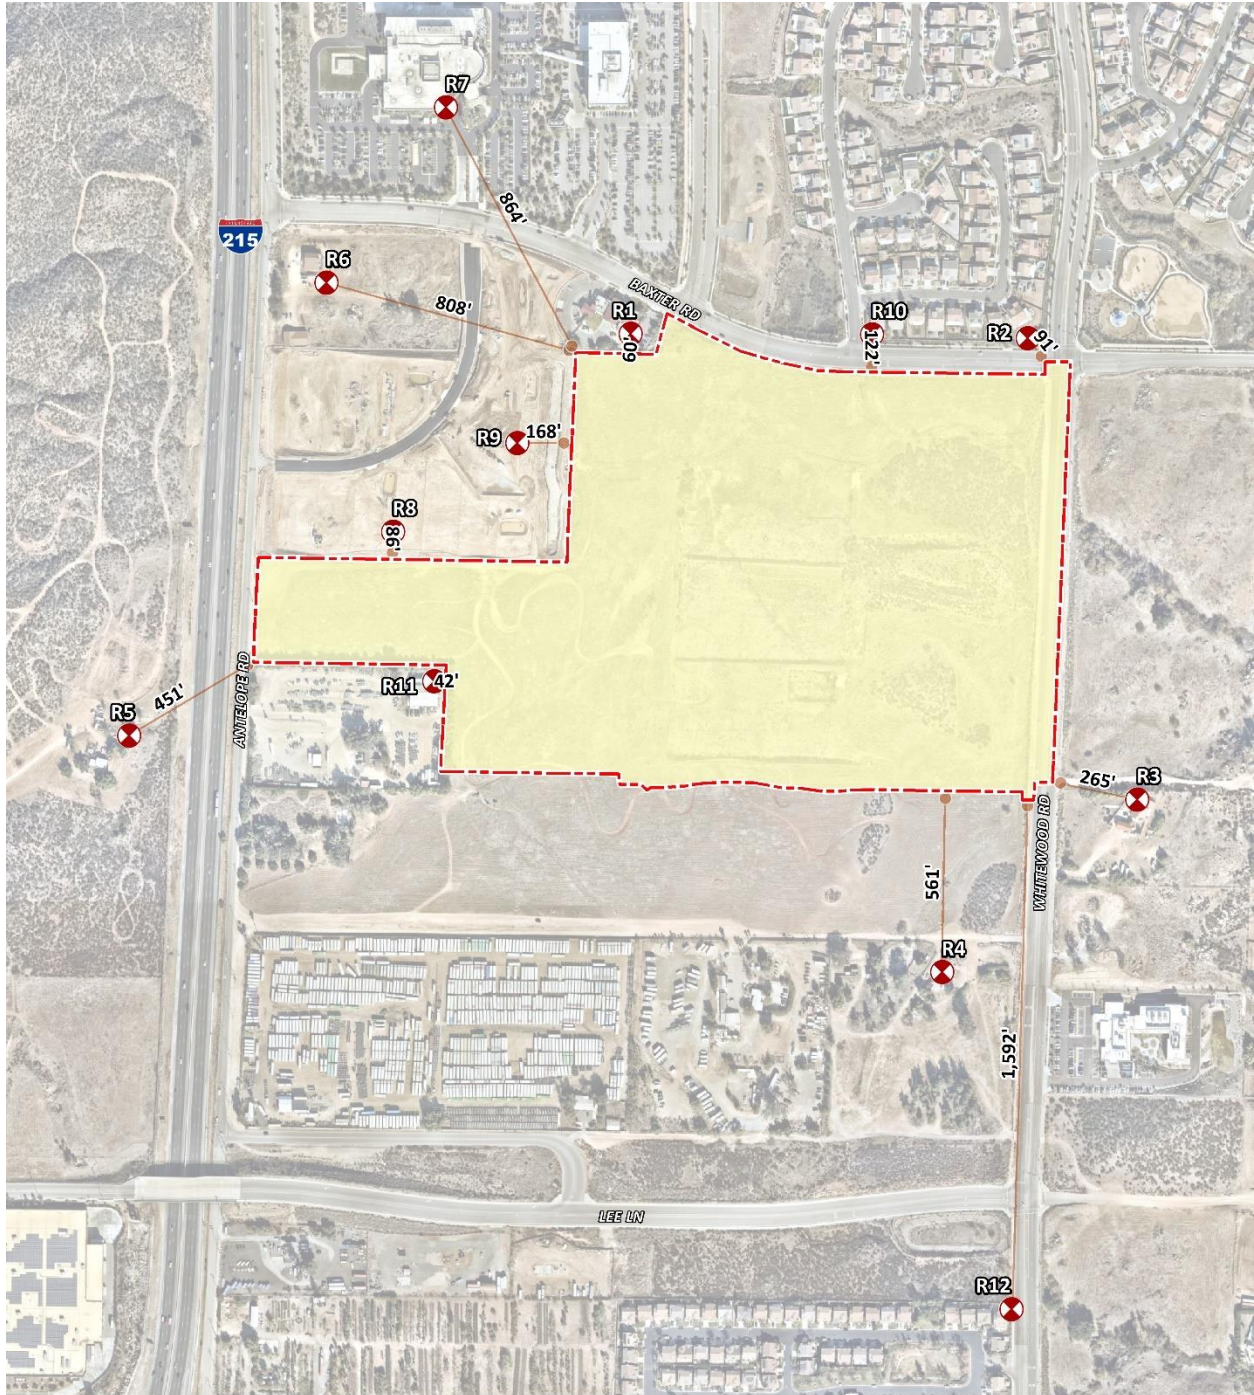 R7
864'
215
R6
808'
BAXTER RD
R1
60'
R10
122'
R2
91'
R9
168'
R8
86'
R11
42'
ANTELOPE RD
451'
R5
265'
R3
WHITEWOOD RD
561'
R4
1,592'
LEE LN
R12